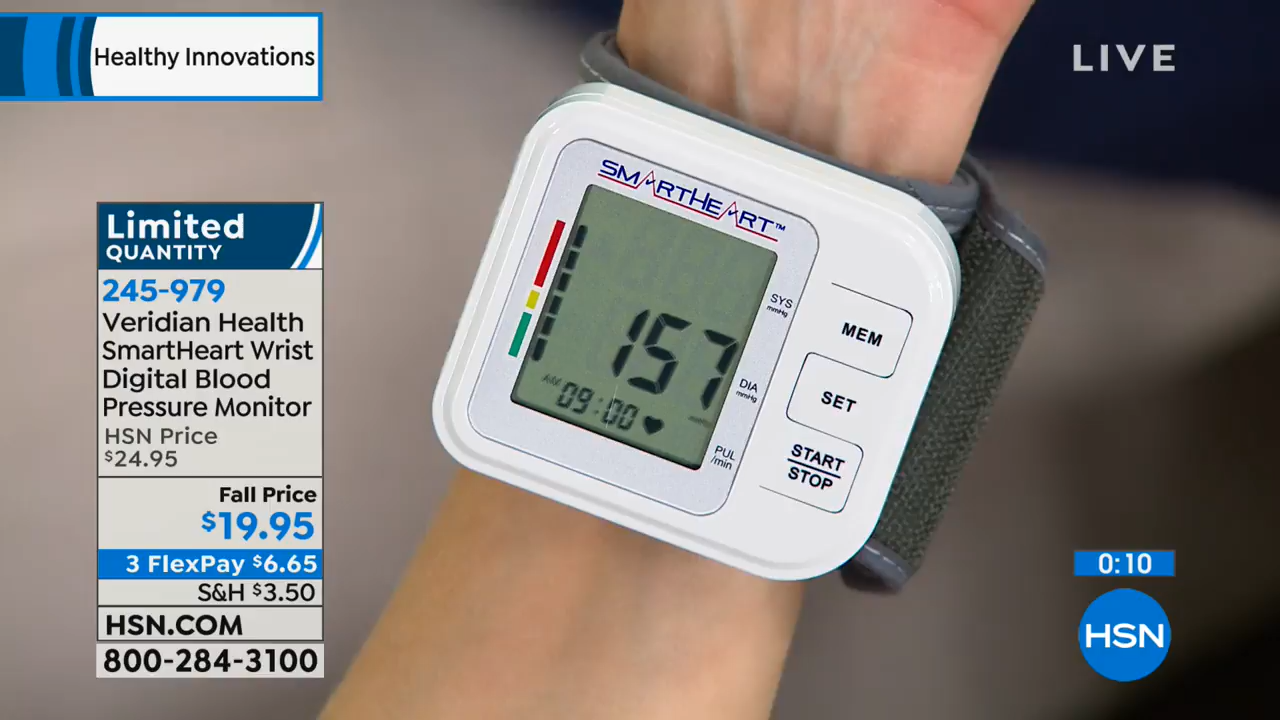 Healthy Innovations
LIVE
Limited
QUANTITY
245-979
Veridian Health
SmartHeart Wrist
Digital Blood
Pressure Monitor
HSN Price
$24.95
Fall Price
$19.95
3 FlexPay $6.65
S&H $3.50
HSN.COM
800-284-3100
SMARTHEART™
SYS
mmHg
157
DIA
mmHg
AM
09:00
PUL
/min
MEM
SET
START
STOP
0:10
HSN